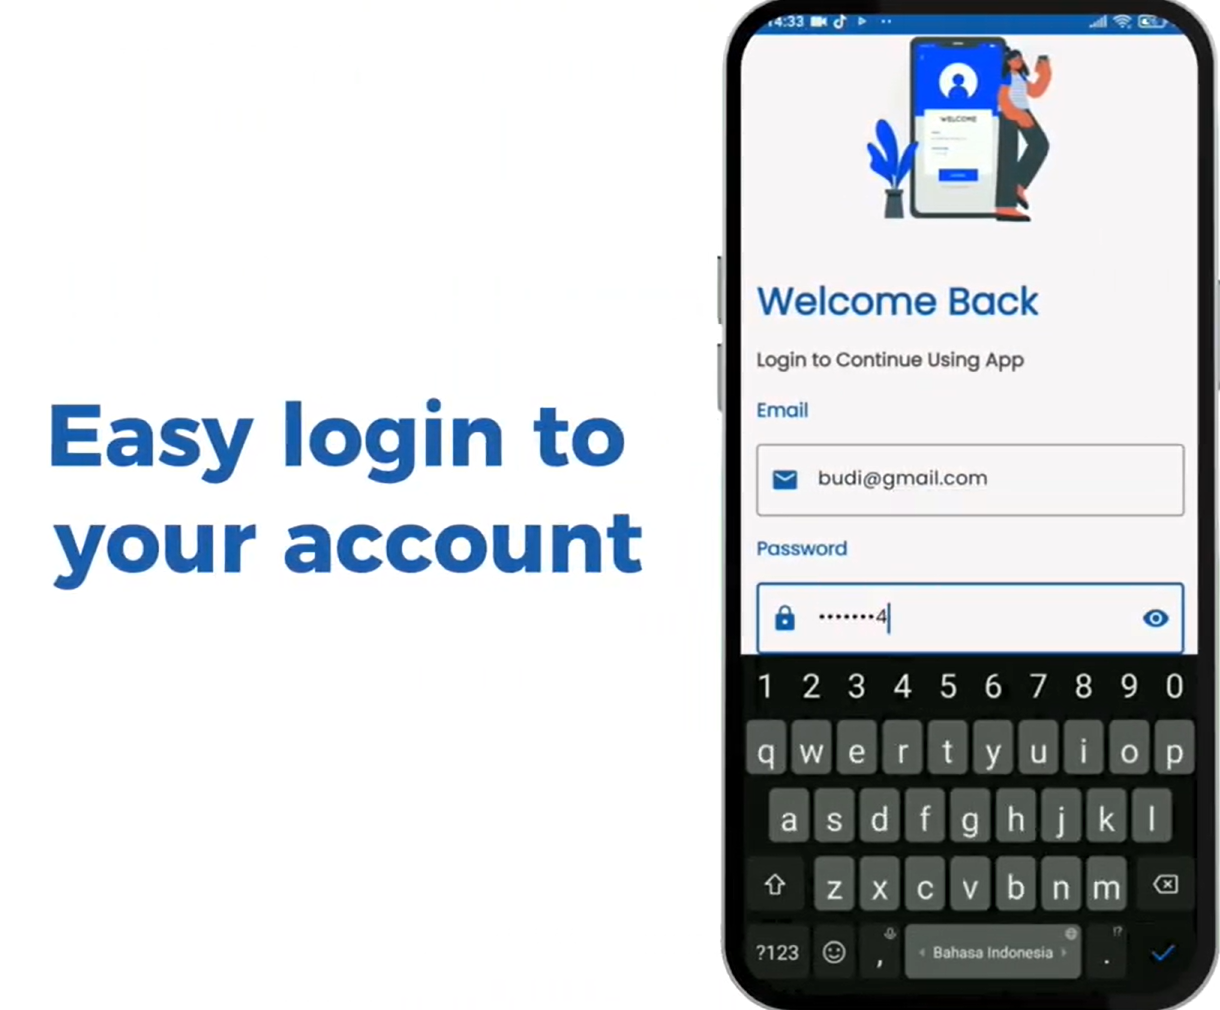 Easy login to
your account
14:33
WELCOME
Welcome Back
Login to Continue Using App
Email
budi@gmail.com
Password
•••••••4
1 2 3 4 5 6 7 8 9 0
q w e r t y u i o p
a s d f g h j k l
z x c v b n m
?123 , Bahasa Indonesia . !?